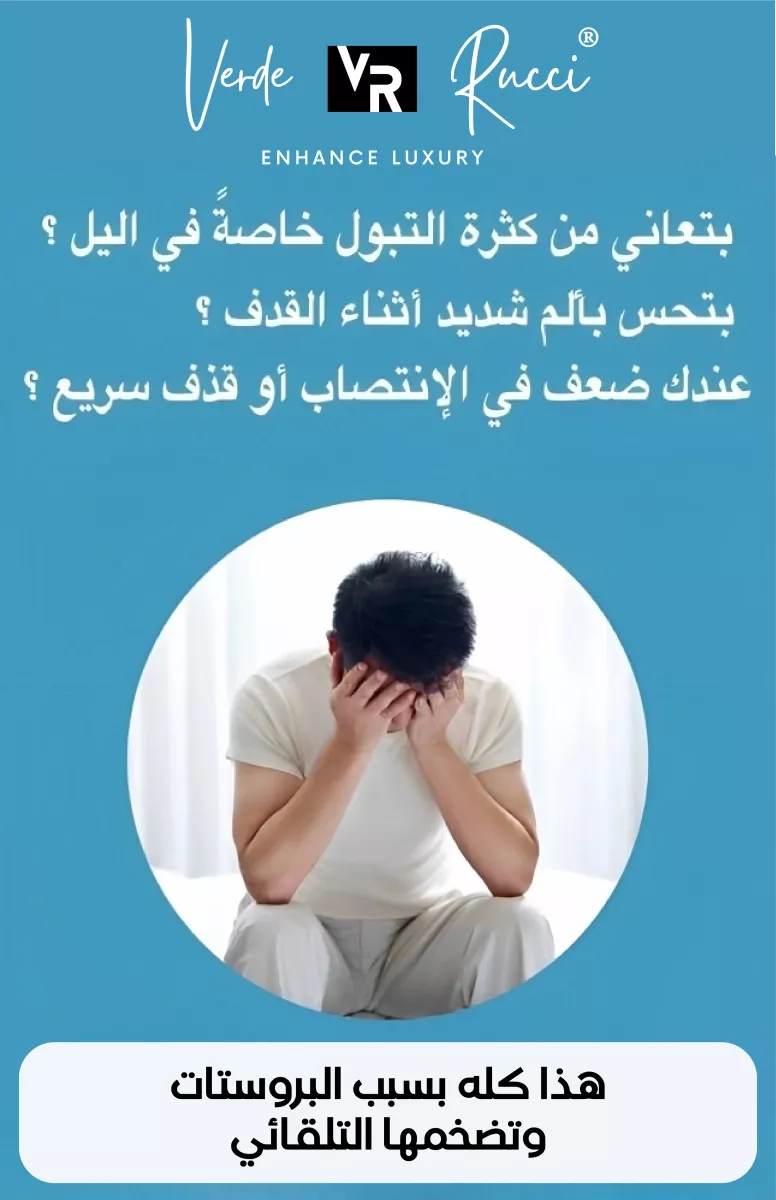 Verde VR Rucci®
ENHANCE LUXURY
بتعاني من كثرة التبول خاصةً في اليل ؟
بتحس بألم شديد أثناء القدف ؟
عندك ضعف في الإنتصاب أو قذف سريع ؟
هذا كله بسبب البروستات
وتضخمها التلقائي